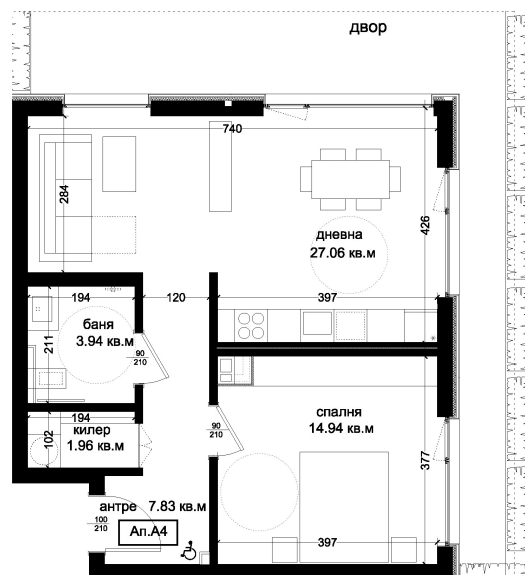 двор
740
284
426
дневна
27.06 кв.м
194
120
397
баня
3.94 кв.м
211
90
210
194
килер
1.96 кв.м
102
90
210
спалня
14.94 кв.м
377
антре 7.83 кв.м
100
210
Ап.А4
397